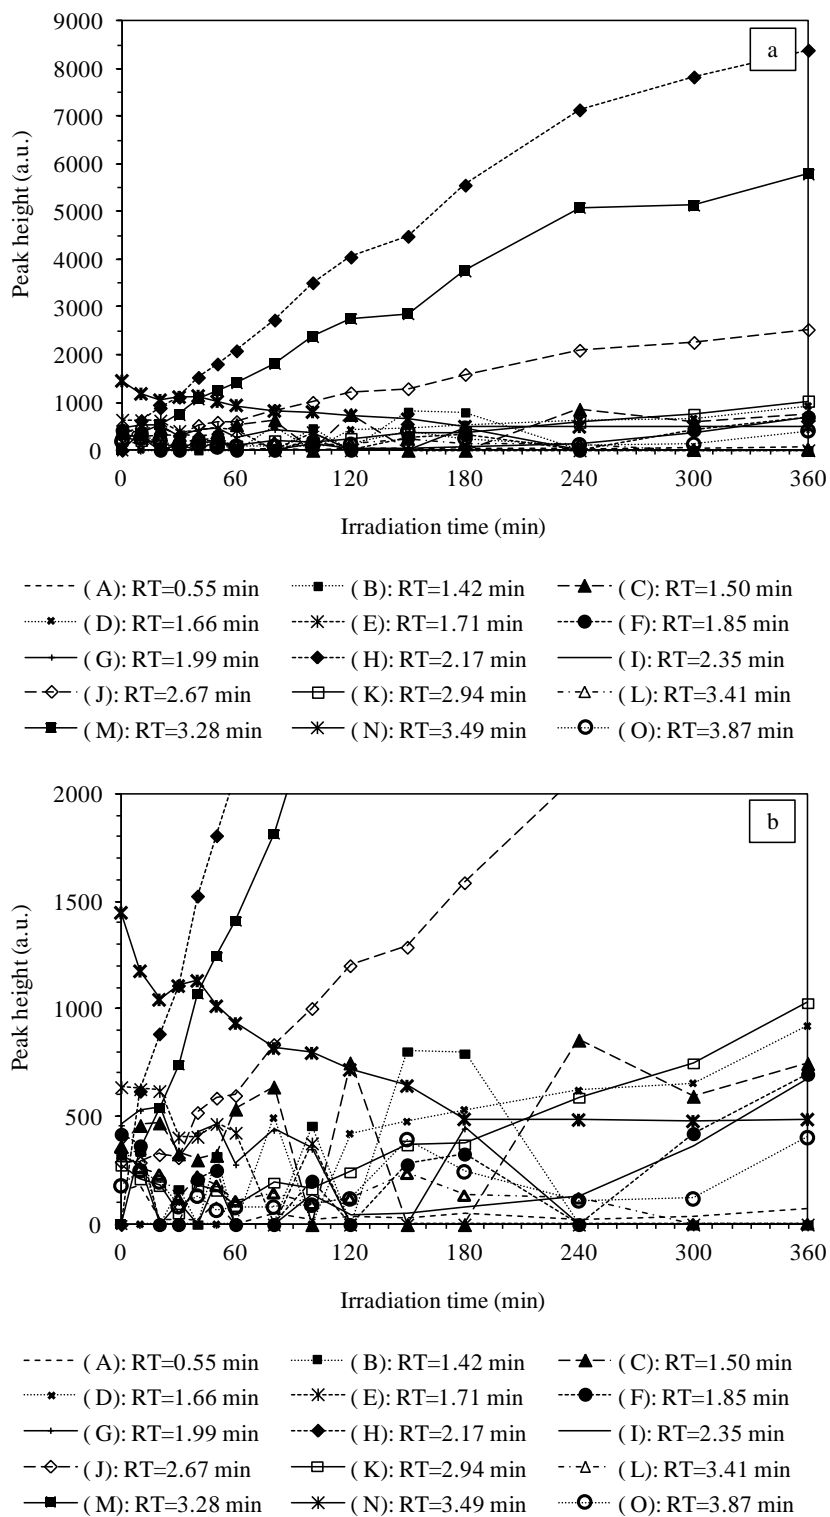 9000
8000
7000
6000
5000
4000
3000
2000
1000
0
Peak height (a.u.)
a
0 60 120 180 240 300 360
Irradiation time (min)
( A): RT=0.55 min ( B): RT=1.42 min ( C): RT=1.50 min
( D): RT=1.66 min ( E): RT=1.71 min ( F): RT=1.85 min
( G): RT=1.99 min ( H): RT=2.17 min ( I): RT=2.35 min
( J): RT=2.67 min ( K): RT=2.94 min ( L): RT=3.41 min
( M): RT=3.28 min ( N): RT=3.49 min ( O): RT=3.87 min
2000
1500
1000
500
0
Peak height (a.u.)
b
0 60 120 180 240 300 360
Irradiation time (min)
( A): RT=0.55 min ( B): RT=1.42 min ( C): RT=1.50 min
( D): RT=1.66 min ( E): RT=1.71 min ( F): RT=1.85 min
( G): RT=1.99 min ( H): RT=2.17 min ( I): RT=2.35 min
( J): RT=2.67 min ( K): RT=2.94 min ( L): RT=3.41 min
( M): RT=3.28 min ( N): RT=3.49 min ( O): RT=3.87 min